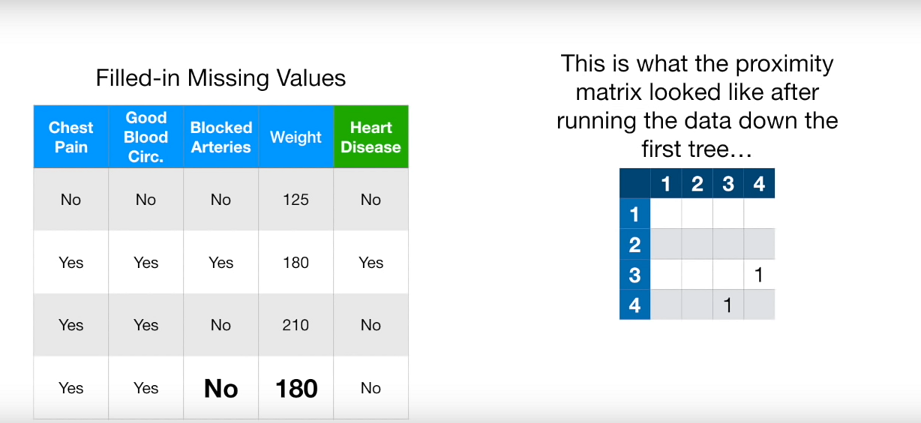 Filled-in Missing Values
Chest Pain Good Blood Circ. Blocked Arteries Weight Heart Disease
No No No 125 No
Yes Yes Yes 180 Yes
Yes Yes No 210 No
Yes Yes No 180 No
This is what the proximity
matrix looked like after
running the data down the
first tree...
1 2 3 4
1
2
3 1
4 1